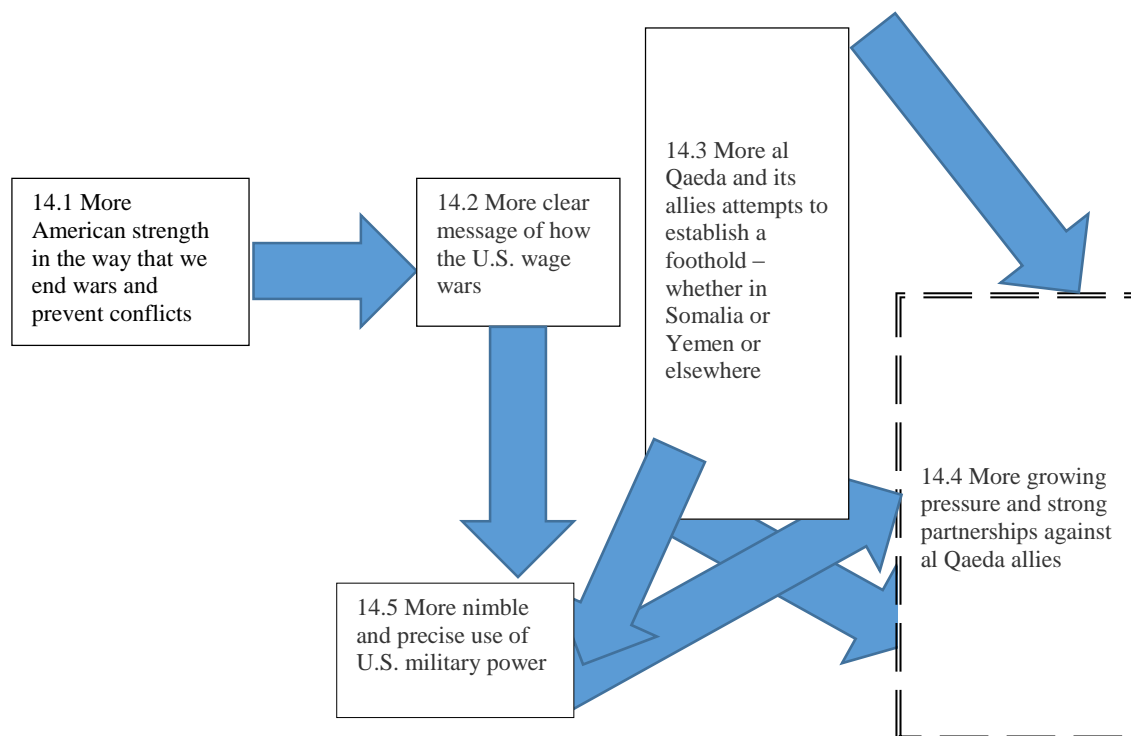 14.1 More
American strength
in the way that we
end wars and
prevent conflicts
14.2 More clear
message of how
the U.S. wage
wars
14.3 More al
Qaeda and its
allies attempts to
establish a
foothold –
whether in
Somalia or
Yemen or
elsewhere
14.4 More growing
pressure and strong
partnerships against
al Qaeda allies
14.5 More nimble
and precise use of
U.S. military power